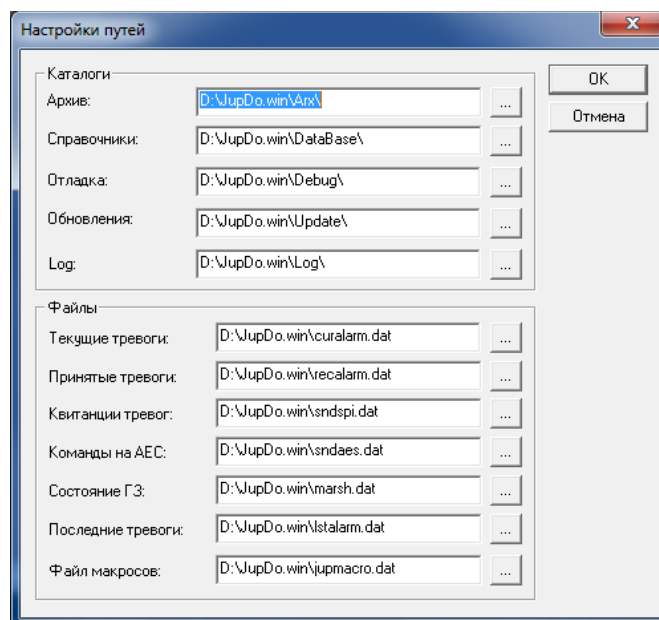 Настройки путей
Каталоги
Архив: D:\JupDo.win\Arx\ ...
Справочники: D:\JupDo.win\DataBase\ ...
Отладка: D:\JupDo.win\Debug\ ...
Обновления: D:\JupDo.win\Update\ ...
Log: D:\JupDo.win\Log\ ...
OK
Отмена
Файлы
Текущие тревоги: D:\JupDo.win\curalarm.dat ...
Принятые тревоги: D:\JupDo.win\recalarm.dat ...
Квитанции тревог: D:\JupDo.win\sndspi.dat ...
Команды на АЕС: D:\JupDo.win\sndaes.dat ...
Состояние ГЗ: D:\JupDo.win\marsh.dat ...
Последние тревоги: D:\JupDo.win\lstalarm.dat ...
Файл макросов: D:\JupDo.win\jupmacro.dat ...